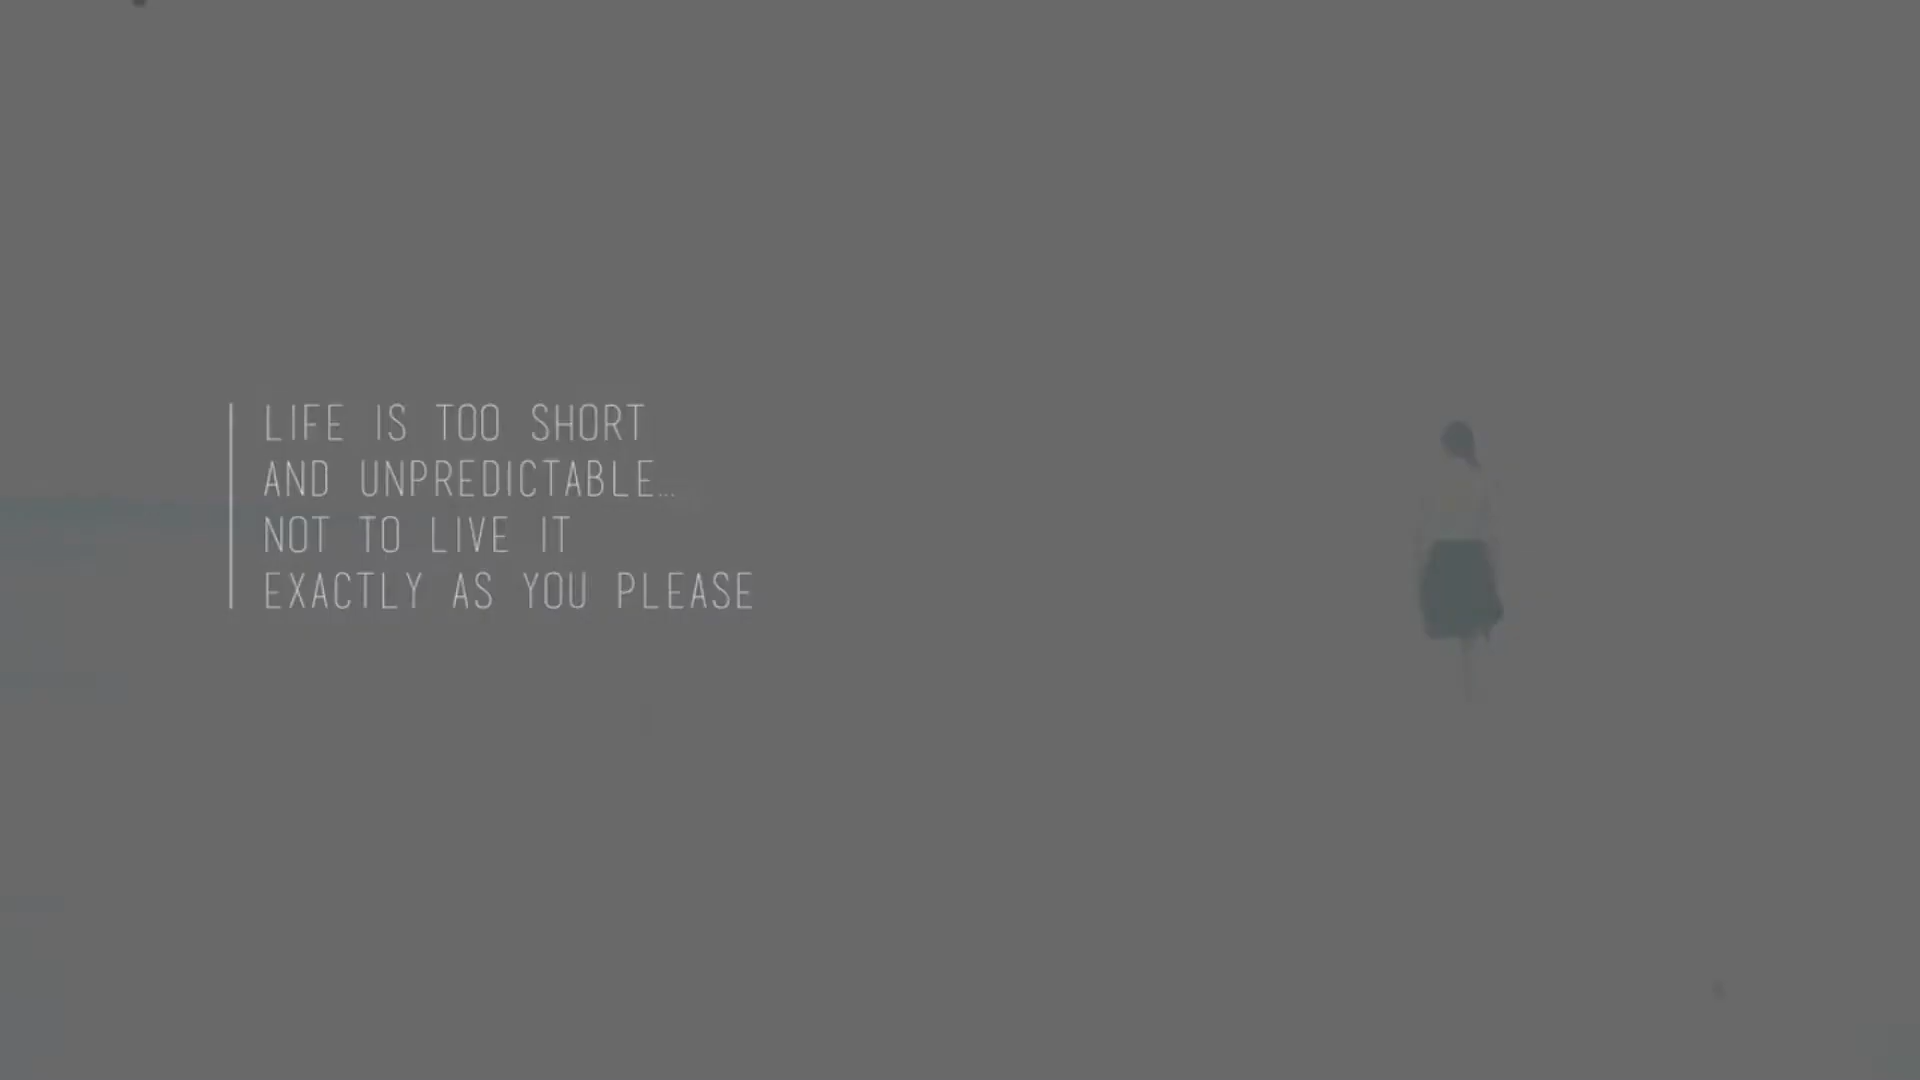 LIFE IS TOO SHORT
AND UNPREDICTABLE...
NOT TO LIVE IT
EXACTLY AS YOU PLEASE